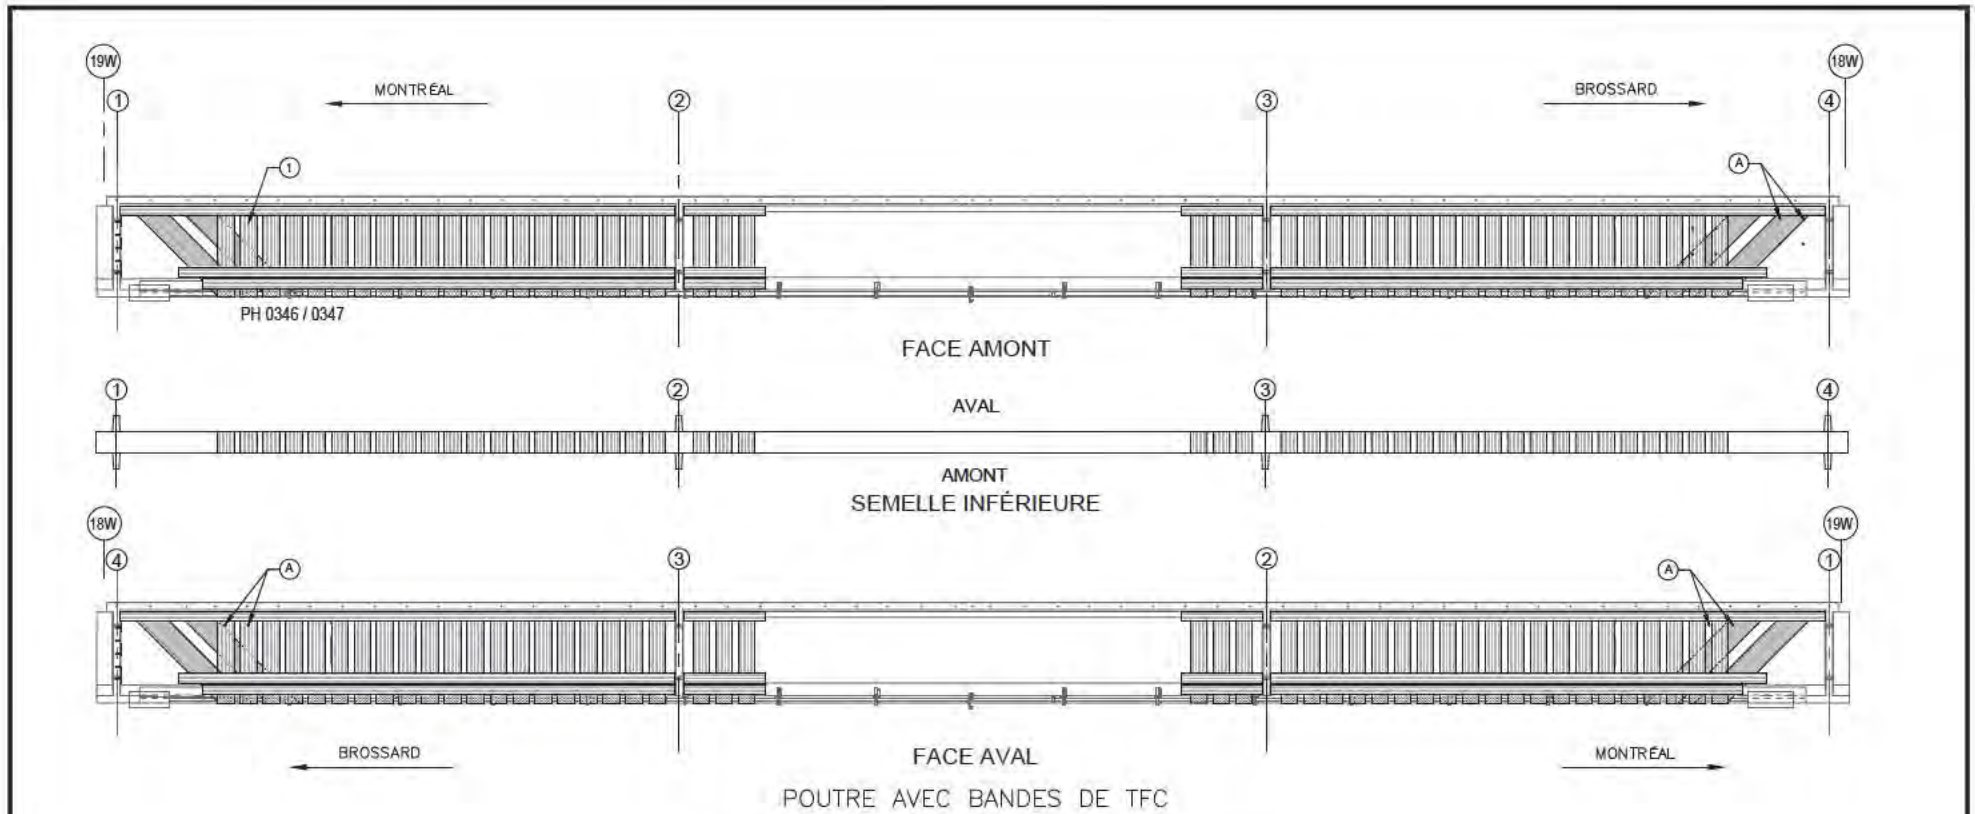 19W 18W
MONTRÉAL BROSSARD
1 2 3 4
1 A
PH 0346 / 0347
FACE AMONT
1 2 3 4
AVAL
AMONT
SEMELLE INFÉRIEURE
18W 19W
4 3 2 1
A A
BROSSARD FACE AVAL MONTRÉAL
POUTRE AVEC BANDES DE TFC